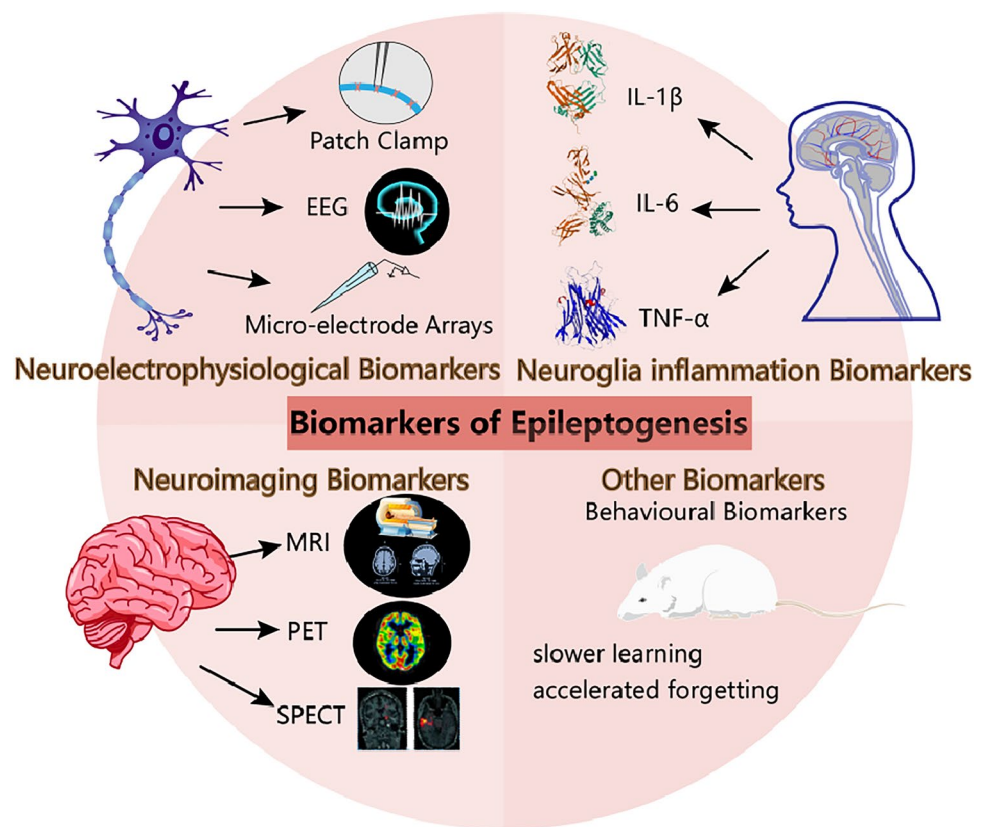 Patch Clamp
EEG
Micro-electrode Arrays
Neuroelectrophysiological Biomarkers
IL-1β
IL-6
TNF-α
Neuroglia inflammation Biomarkers
Biomarkers of Epileptogenesis
Neuroimaging Biomarkers
MRI
PET
SPECT
Other Biomarkers
Behavioural Biomarkers
slower learning
accelerated forgetting